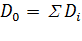 D₀ = ΣDᵢ